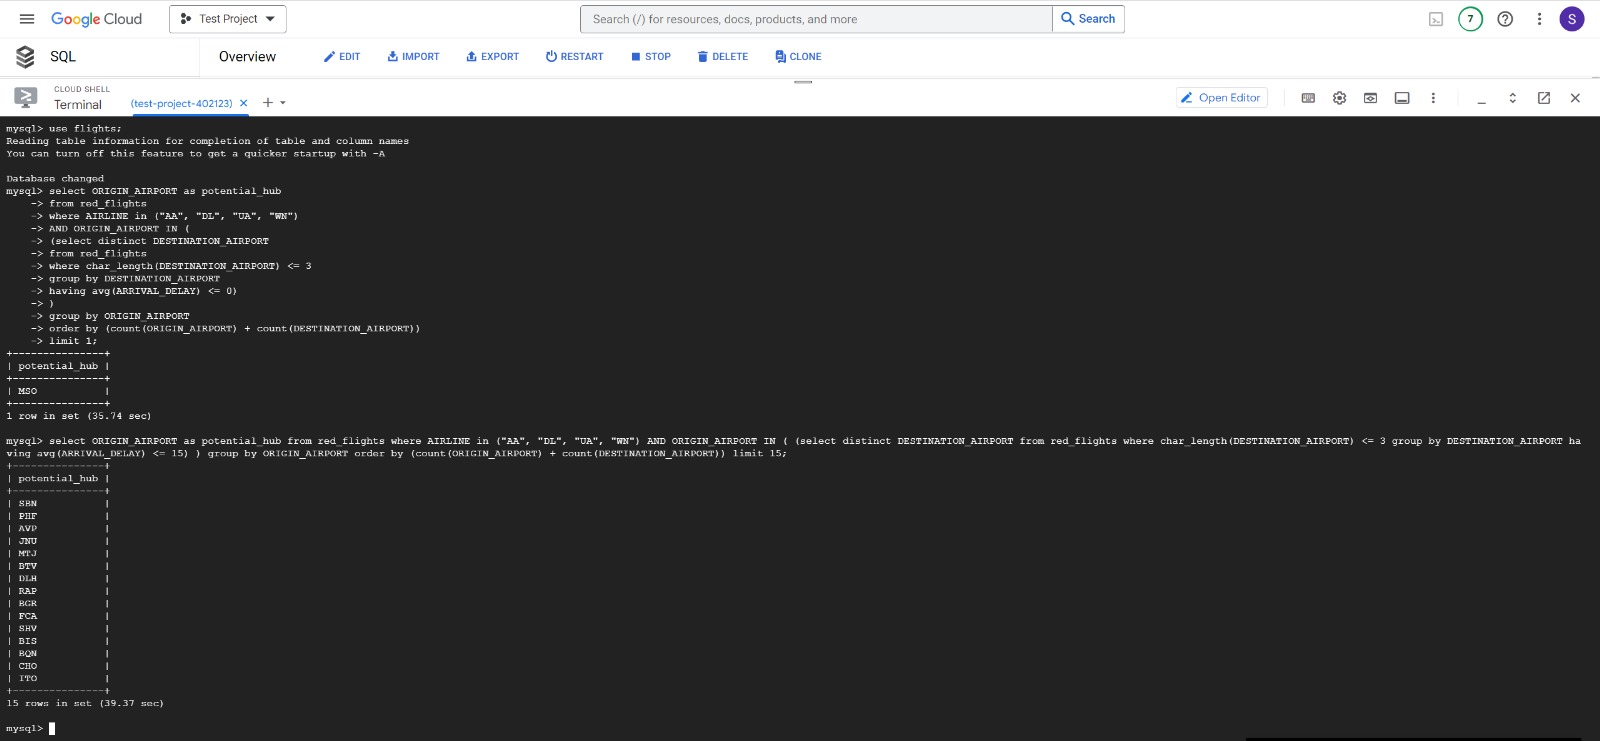 Google Cloud
Test Project
Search (/) for resources, docs, products, and more
Search
7
S
SQL
Overview
EDIT
IMPORT
EXPORT
RESTART
STOP
DELETE
CLONE
CLOUD SHELL
Terminal
(test-project-402123)
Open Editor
mysql> use flights;
Reading table information for completion of table and column names
You can turn off this feature to get a quicker startup with -A
Database changed
mysql> select ORIGIN_AIRPORT as potential_hub
    -> from red_flights
    -> where AIRLINE in ("AA", "DL", "UA", "WN")
    -> AND ORIGIN_AIRPORT IN (
    -> (select distinct DESTINATION_AIRPORT
    -> from red_flights
    -> where char_length(DESTINATION_AIRPORT) <= 3
    -> group by DESTINATION_AIRPORT
    -> having avg(ARRIVAL_DELAY) <= 0)
    -> )
    -> group by ORIGIN_AIRPORT
    -> order by (count(ORIGIN_AIRPORT) + count(DESTINATION_AIRPORT))
    -> limit 1;
+---------------+
| potential_hub |
+---------------+
| MSO           |
+---------------+
1 row in set (35.74 sec)
mysql> select ORIGIN_AIRPORT as potential_hub from red_flights where AIRLINE in ("AA", "DL", "UA", "WN") AND ORIGIN_AIRPORT IN ( (select distinct DESTINATION_AIRPORT from red_flights where char_length(DESTINATION_AIRPORT) <= 3 group by DESTINATION_AIRPORT ha
ving avg(ARRIVAL_DELAY) <= 15) ) group by ORIGIN_AIRPORT order by (count(ORIGIN_AIRPORT) + count(DESTINATION_AIRPORT)) limit 15;
+---------------+
| potential_hub |
+---------------+
| SBN           |
| PHF           |
| AVP           |
| JNU           |
| MTJ           |
| BTV           |
| DLH           |
| RAP           |
| BGR           |
| FCA           |
| SHV           |
| BIS           |
| BQN           |
| CHO           |
| ITO           |
+---------------+
15 rows in set (39.37 sec)
mysql>